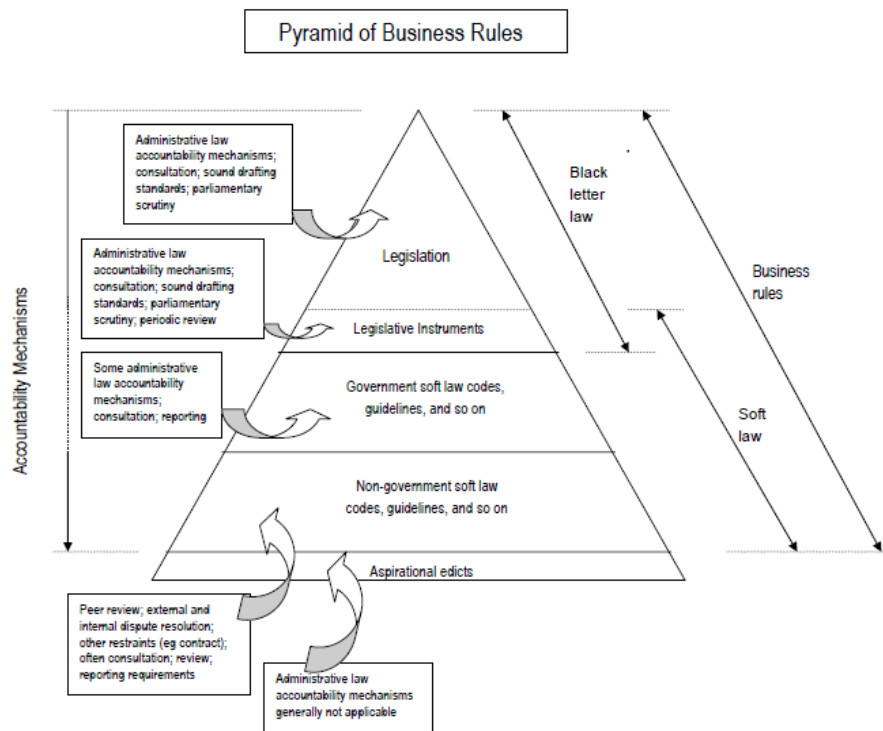 Pyramid of Business Rules
Accountability Mechanisms
Administrative law
accountability mechanisms;
consultation; sound drafting
standards; parliamentary
scrutiny
Black
letter
law
Legislation
Administrative law
accountability mechanisms;
consultation; sound drafting
standards; parliamentary
scrutiny; periodic review
Business
rules
Legislative Instruments
Some administrative
law accountability
mechanisms;
consultation; reporting
Government soft law codes,
guidelines, and so on
Soft
law
Non-government soft law
codes, guidelines, and so on
Aspirational edicts
Peer review; external and
internal dispute resolution;
other restraints (eg contract);
often consultation; review;
reporting requirements
Administrative law
accountability mechanisms
generally not applicable